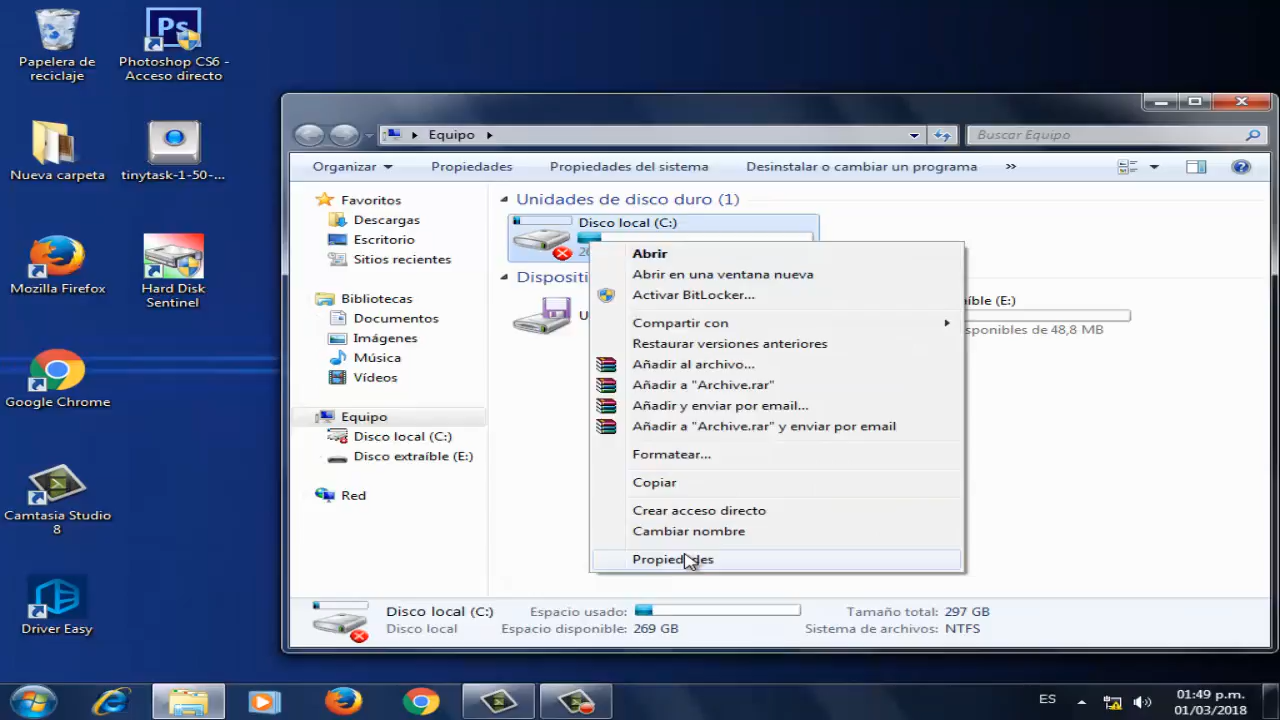 Papelera de
reciclaje
Photoshop CS6 -
Acceso directo
Nueva carpeta
tinytask-1-50-...
Mozilla Firefox
Hard Disk
Sentinel
Google Chrome
Camtasia Studio
8
Driver Easy
Equipo
Buscar Equipo
Organizar
Propiedades
Propiedades del sistema
Desinstalar o cambiar un programa
»
Favoritos
Descargas
Escritorio
Sitios recientes
Bibliotecas
Documentos
Imágenes
Música
Vídeos
Equipo
Disco local (C:)
Disco extraíble (E:)
Red
Unidades de disco duro (1)
Disco local (C:)
Abrir
Abrir en una ventana nueva
Activar BitLocker...
Compartir con
Restaurar versiones anteriores
Añadir al archivo...
Añadir a "Archive.rar"
Añadir y enviar por email...
Añadir a "Archive.rar" y enviar por email
Formatear...
Copiar
Crear acceso directo
Cambiar nombre
Propiedades
(E:)
48,8 MB
Disco local (C:)
Espacio usado:
Tamaño total: 297 GB
Disco local
Espacio disponible: 269 GB
Sistema de archivos: NTFS
ES
01:49 p.m.
01/03/2018